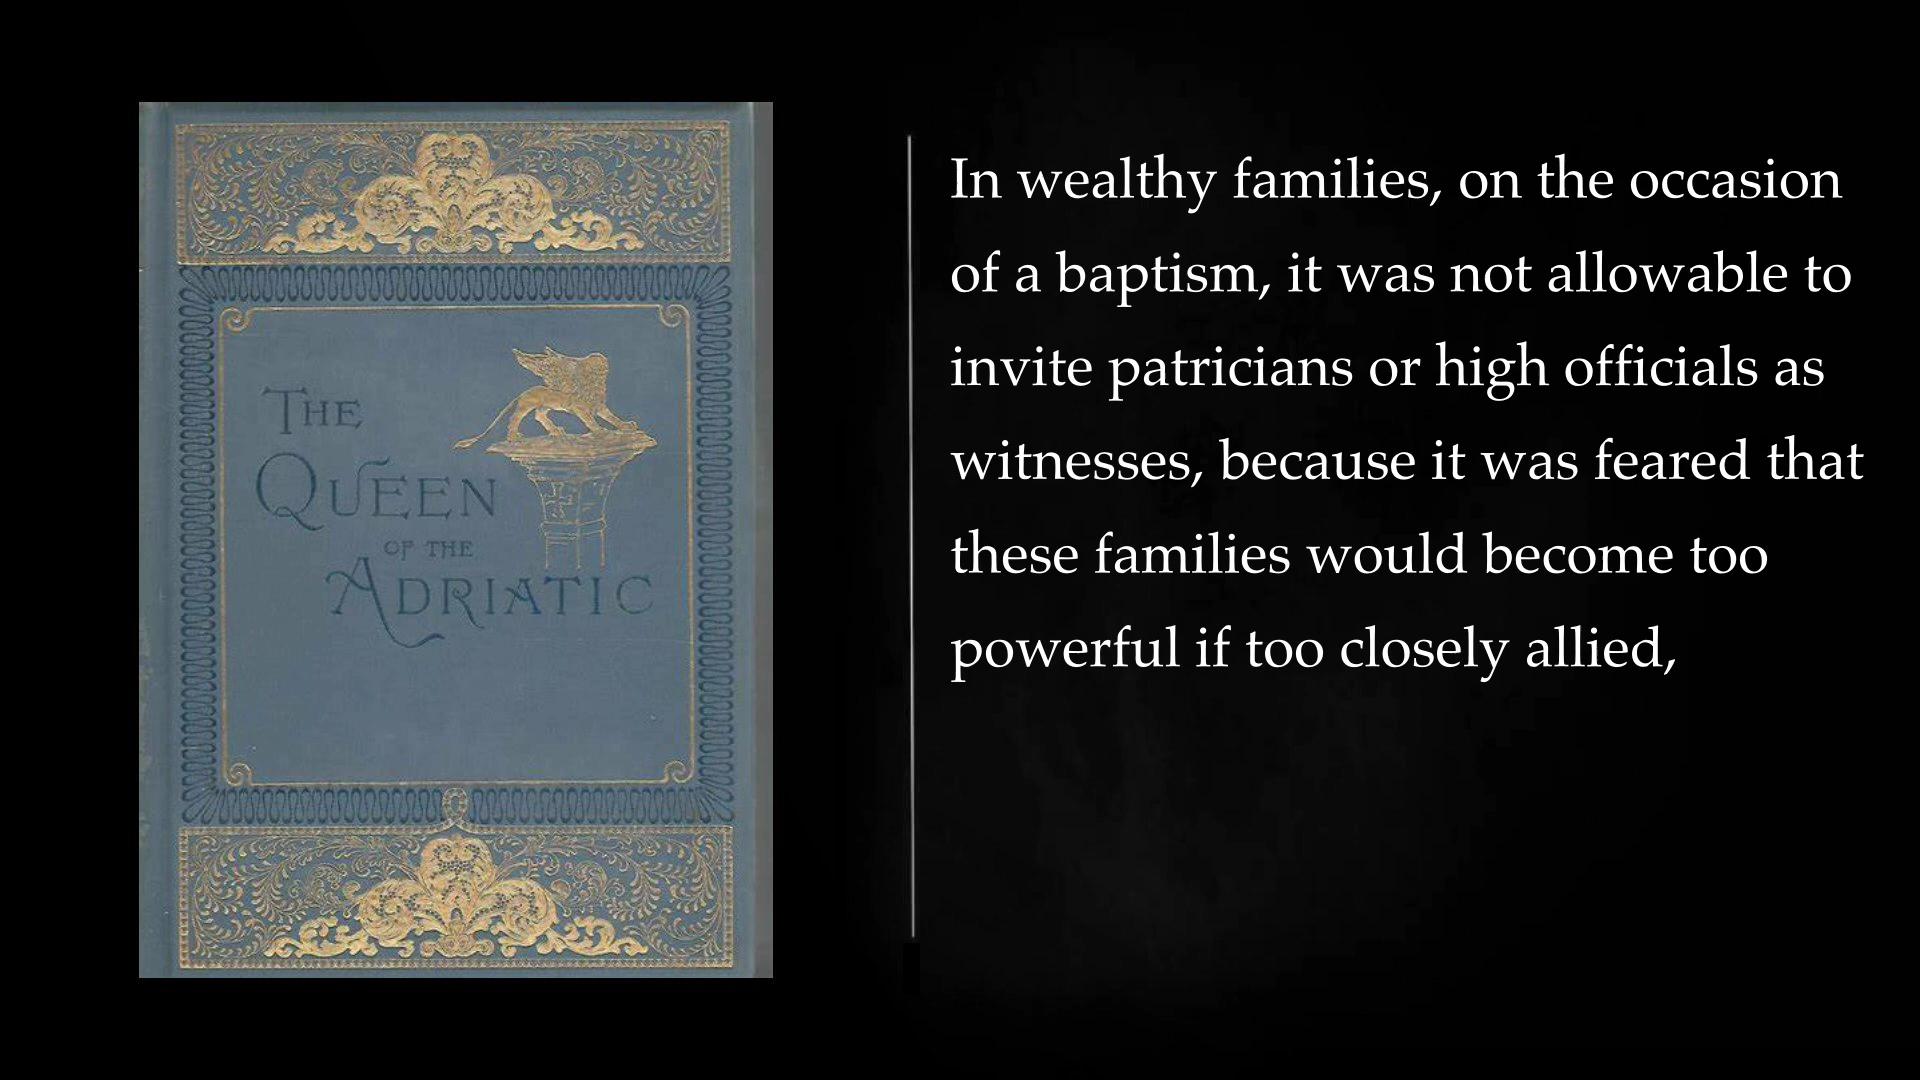 The
Queen
of the
Adriatic
In wealthy families, on the occasion
of a baptism, it was not allowable to
invite patricians or high officials as
witnesses, because it was feared that
these families would become too
powerful if too closely allied,